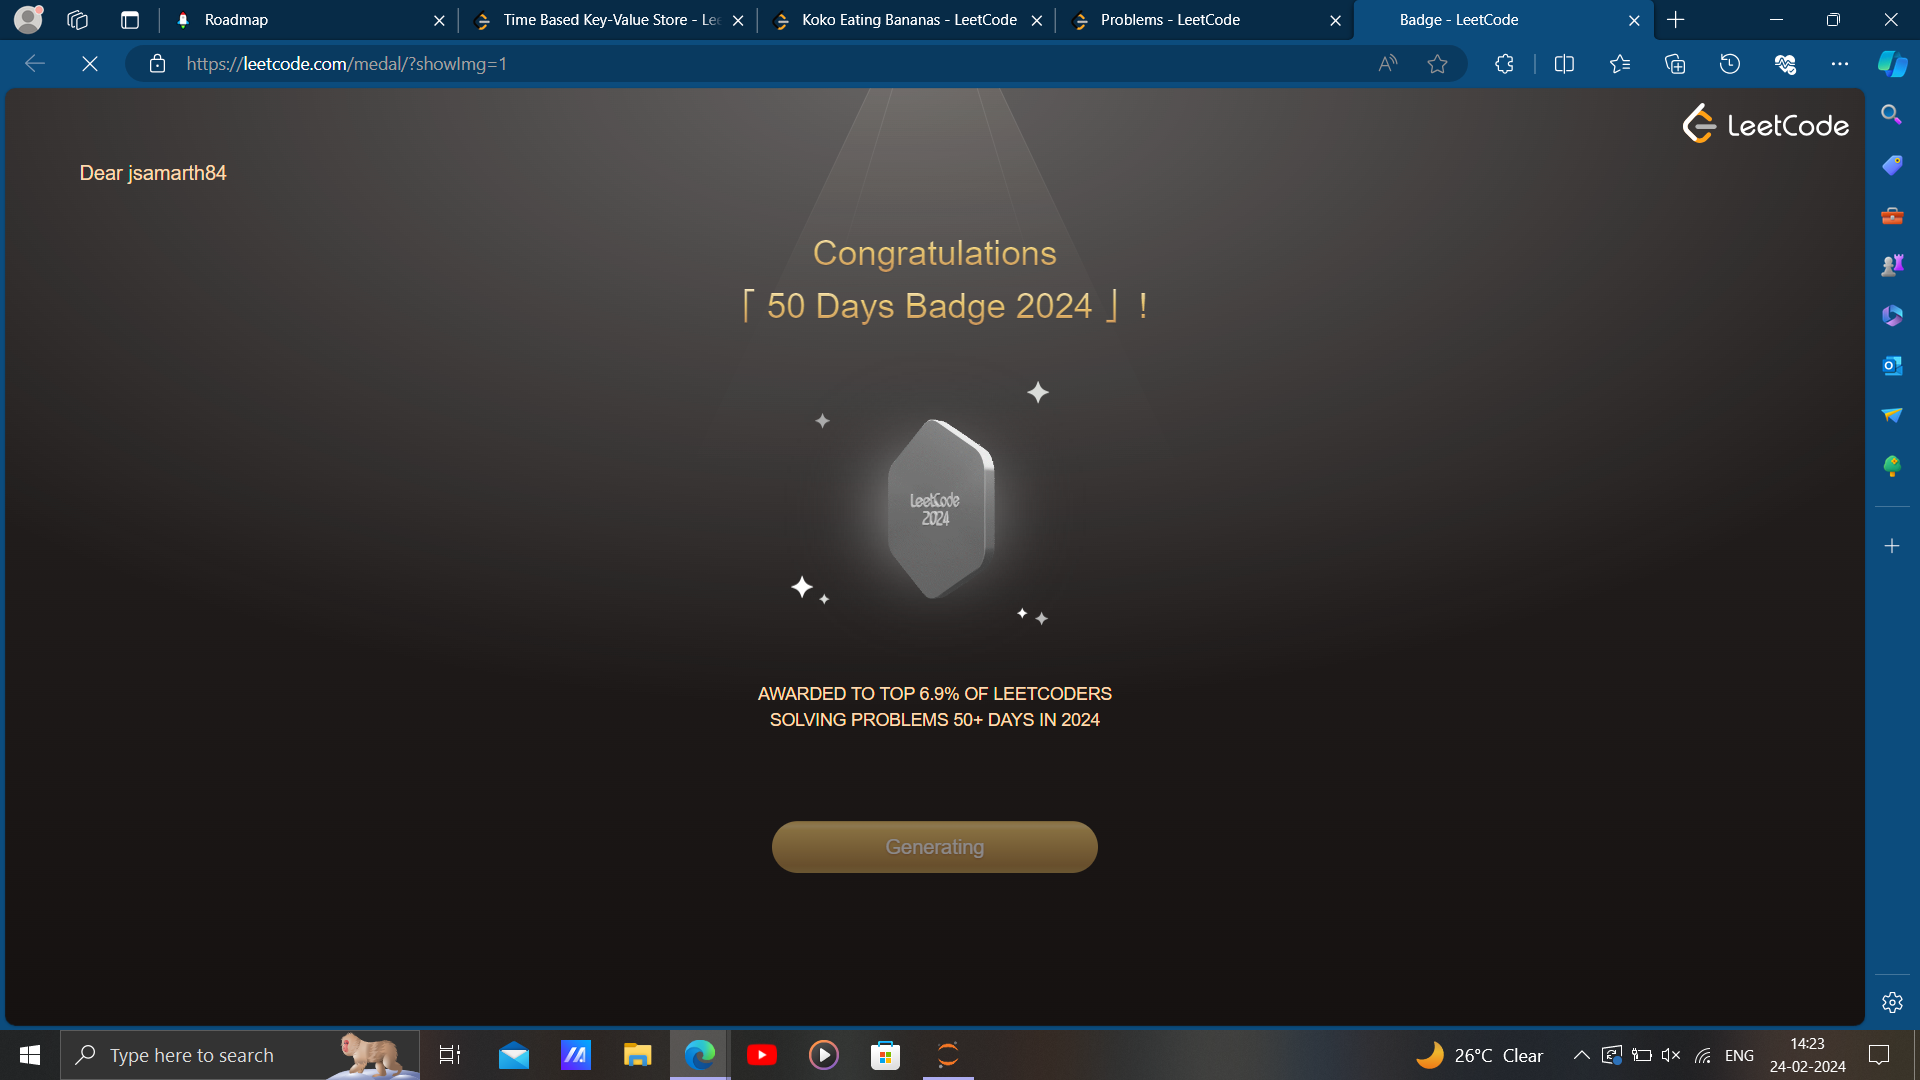 Roadmap
Time Based Key-Value Store - Lee
Koko Eating Bananas - LeetCode
Problems - LeetCode
Badge - LeetCode
https://leetcode.com/medal/?showImg=1
LeetCode
Dear jsamarth84
Congratulations
「 50 Days Badge 2024 」 !
LeetCode
2024
AWARDED TO TOP 6.9% OF LEETCODERS
SOLVING PROBLEMS 50+ DAYS IN 2024
Generating
Type here to search
26°C Clear
ENG
14:23
24-02-2024